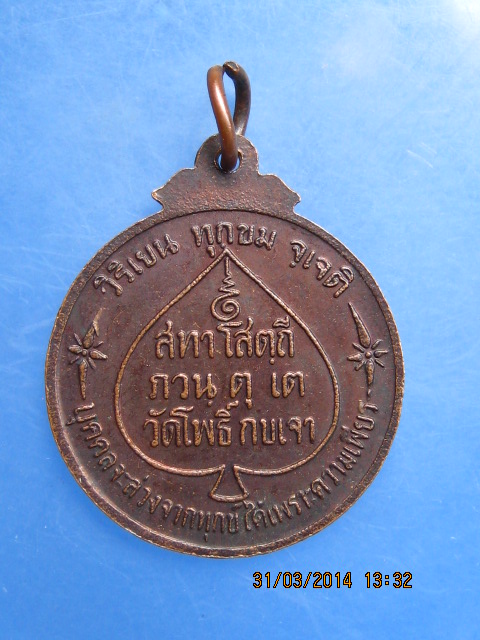 วิริเยน ทุกขม จฺเจติ
สทา โสตฺถี
ภวนฺ ตุ เต
วัดโพธิ์ กบเจา
บุคคลจะล่วงจากทุกข์ได้เพราะความเพียร
31/03/2014 13:32